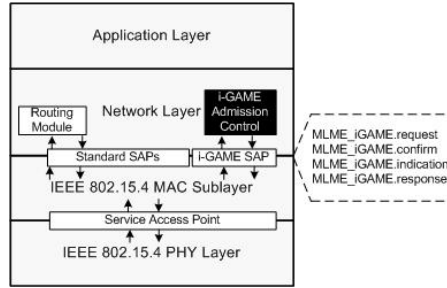 Application Layer
Routing
Module
Network Layer
i-GAME
Admission
Control
Standard SAPs
i-GAME SAP
MLME_iGAME.request
MLME_iGAME.confirm
MLME_iGAME.indication
MLME_iGAME.response
IEEE 802.15.4 MAC Sublayer
Service Access Point
IEEE 802.15.4 PHY Layer